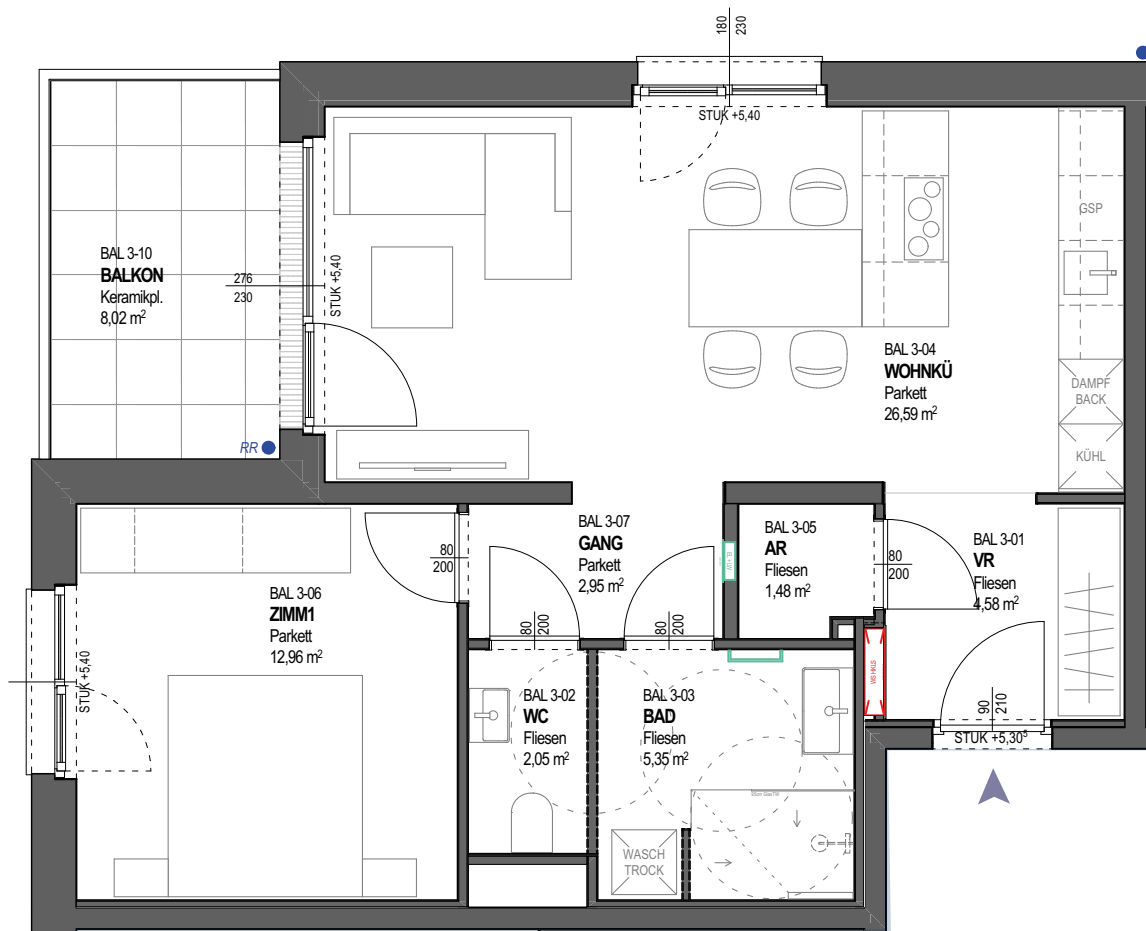 180
230
STUK +5,40
BAL 3-10
BALKON
Keramikpl.
8,02 m²
276
230
STUK +5,40
GSP
BAL 3-04
WOHNKÜ
Parkett
26,59 m²
DAMPF
BACK
KÜHL
RR
BAL 3-07
GANG
Parkett
2,95 m²
80
200
BAL 3-05
AR
Fliesen
1,48 m²
80
200
BAL 3-01
VR
Fliesen
4,58 m²
BAL 3-06
ZIMM1
Parkett
12,96 m²
STUK +5,40
80
200
80
200
BAL 3-02
WC
Fliesen
2,05 m²
BAL 3-03
BAD
Fliesen
5,35 m²
90
210
STUK +5,30⁵
WASCH
TROCK